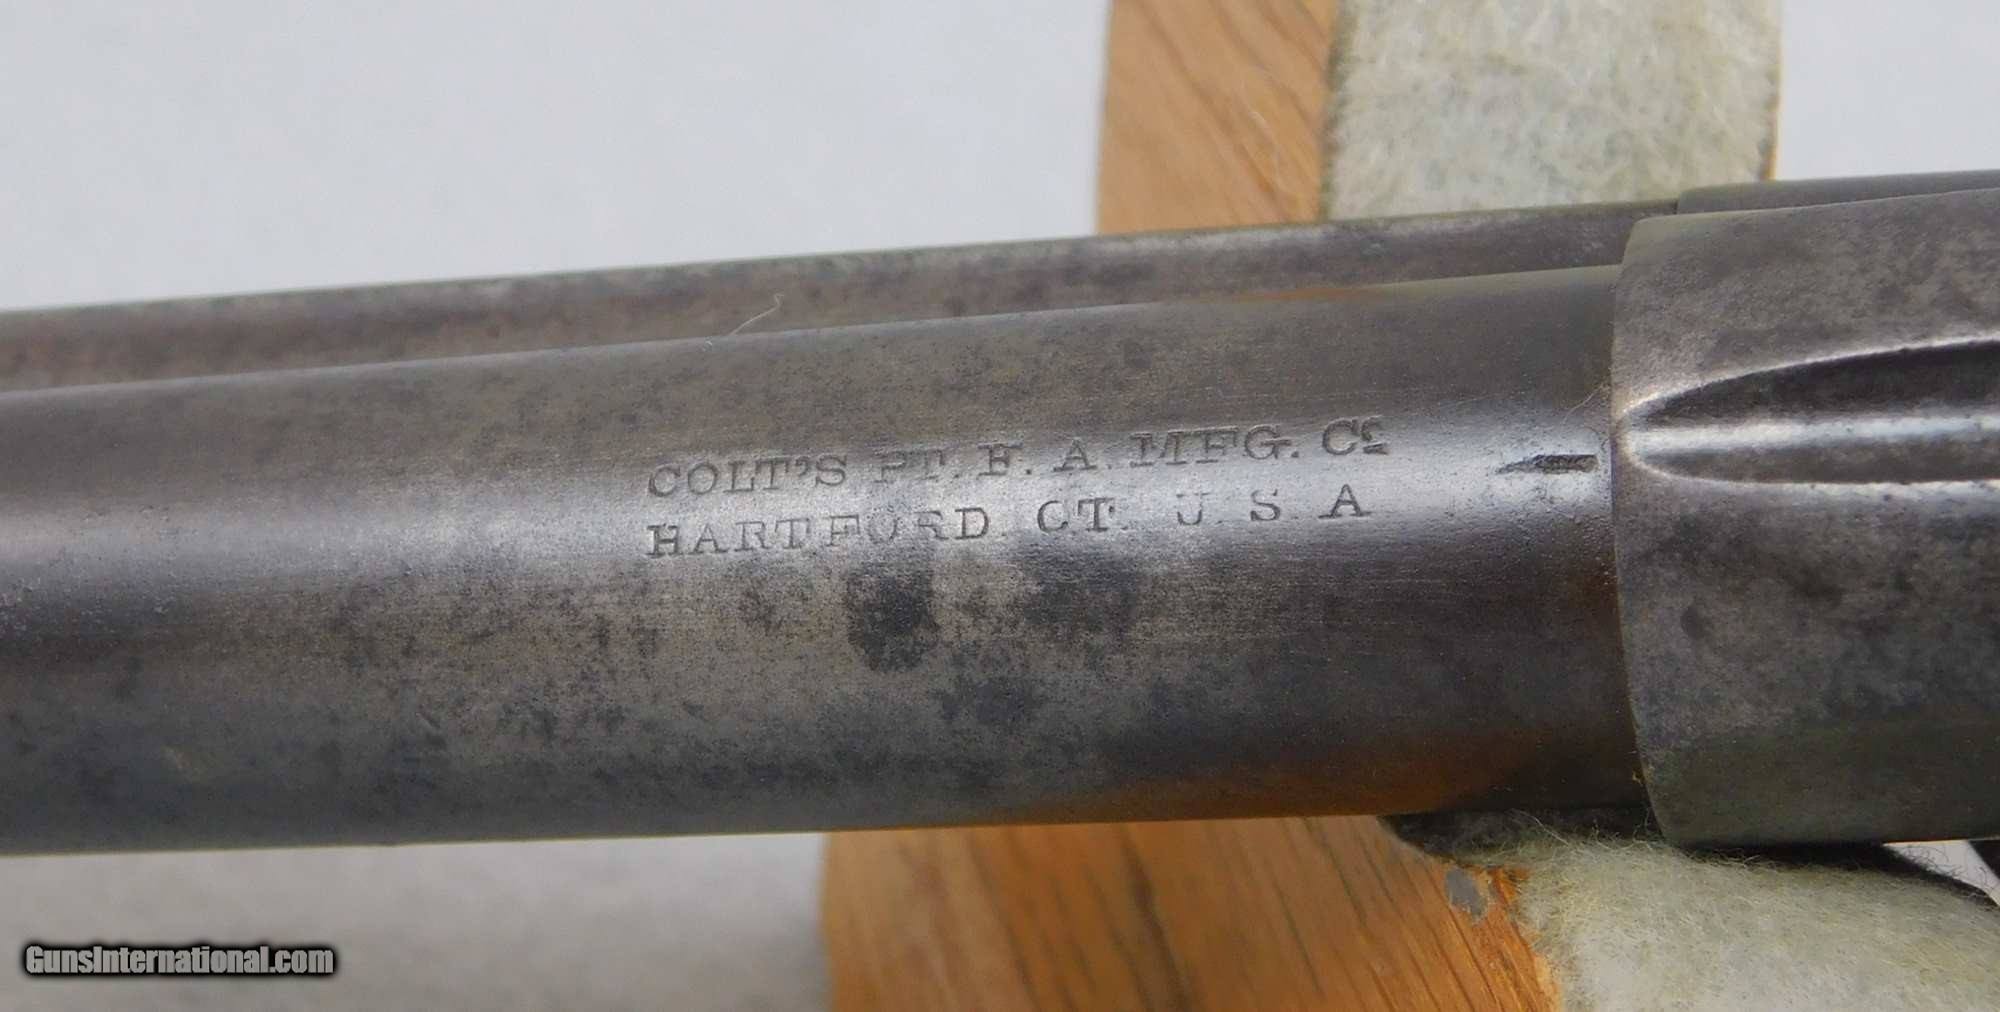 COLT'S PT. F. A. MFG. Co
HARTFORD. CT. U. S. A
GunsInternational.com